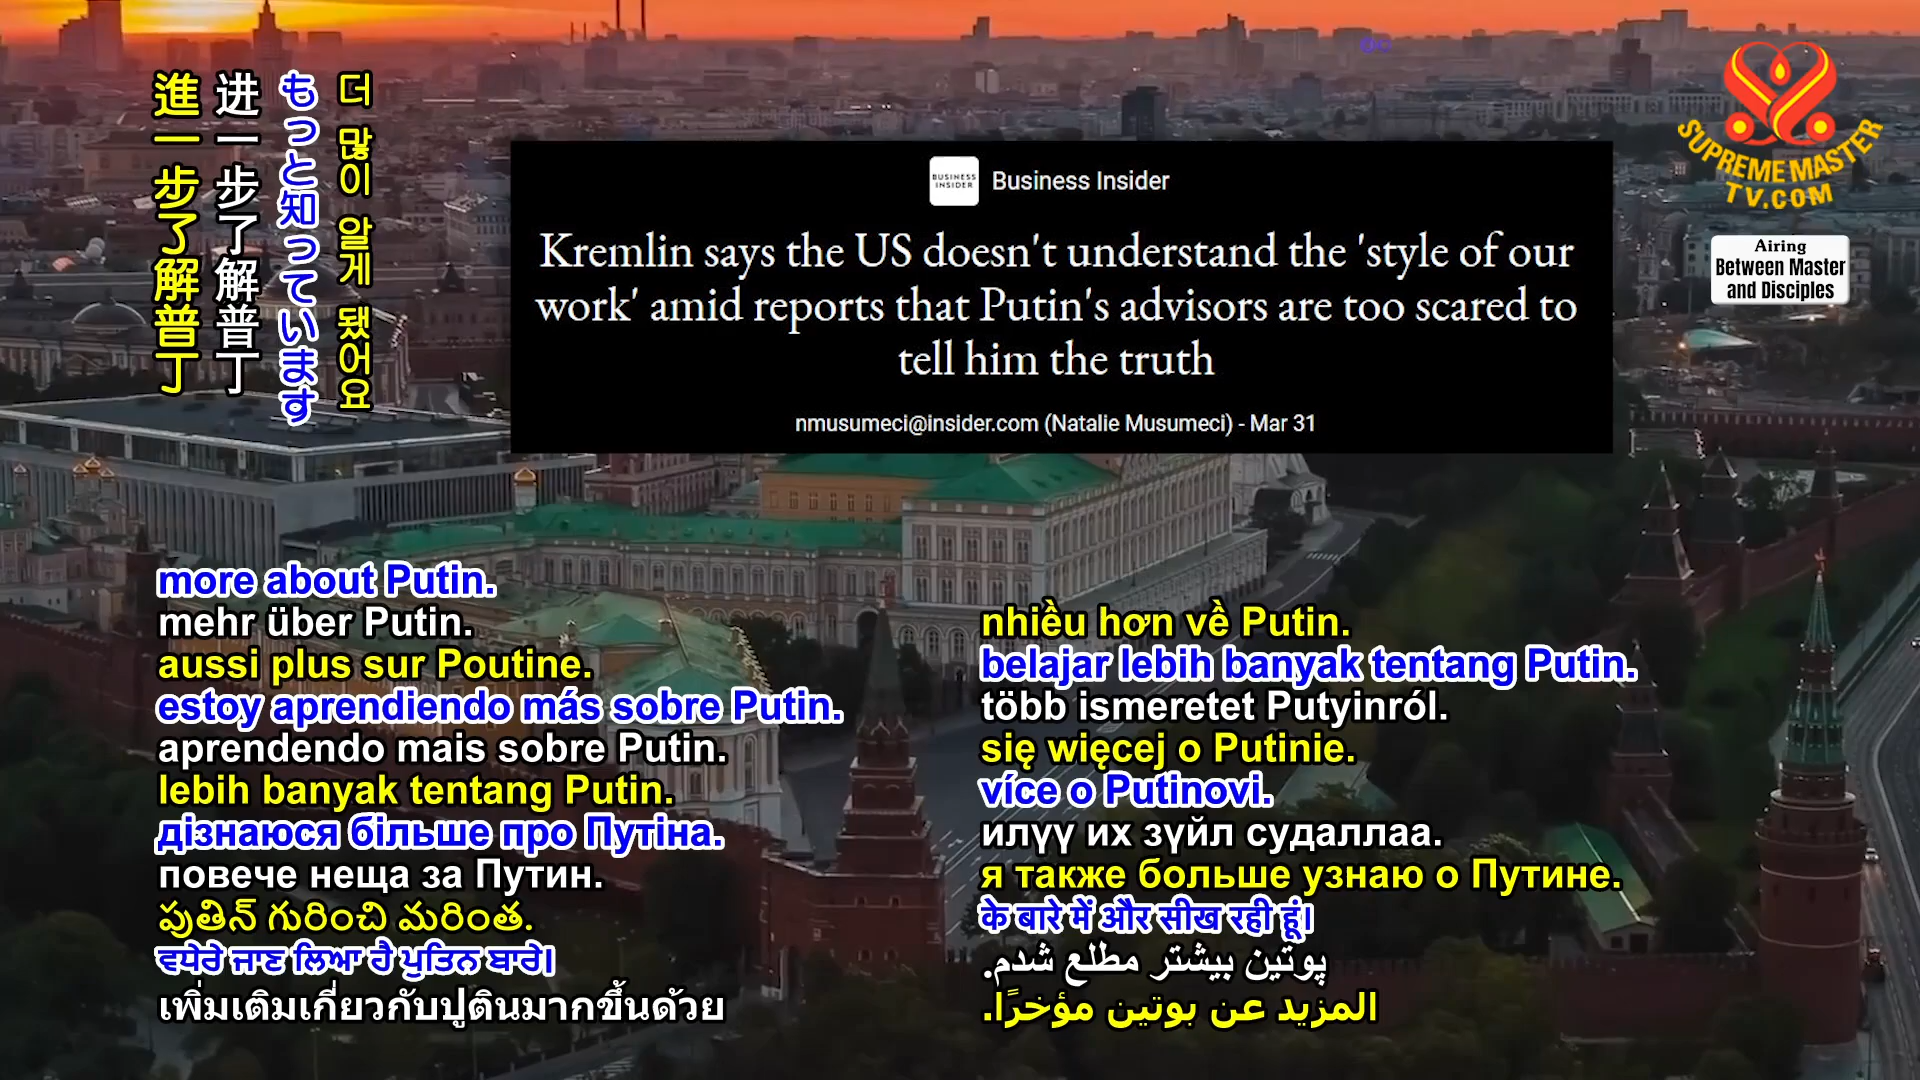 進一步了解普丁
进一步了解普丁
もっと知っています
더 많이 알게 됐어요
BUSINESS
INSIDER
Business Insider
Kremlin says the US doesn't understand the 'style of our
work' amid reports that Putin's advisors are too scared to
tell him the truth
nmusumeci@insider.com (Natalie Musumeci) - Mar 31
SUPREME MASTER
TV.COM
Airing
Between Master
and Disciples
more about Putin.
mehr über Putin.
aussi plus sur Poutine.
estoy aprendiendo más sobre Putin.
aprendendo mais sobre Putin.
lebih banyak tentang Putin.
дізнаюся більше про Путіна.
повече неща за Путин.
పుతిన్ గురించి మరింత.
ਵਧੇਰੇ ਜਾਣ ਲਿਆ ਹੈ ਪੁਤਿਨ ਬਾਰੇ।
เพิ่มเติมเกี่ยวกับปูตินมากขึ้นด้วย
nhiều hơn về Putin.
belajar lebih banyak tentang Putin.
több ismeretet Putyinról.
się więcej o Putinie.
více o Putinovi.
илүү их зүйл судаллаа.
я также больше узнаю о Путине.
के बारे में और सीख रही हूं।
پوتین بیشتر مطلع شدم.
المزيد عن بوتين مؤخرًا.